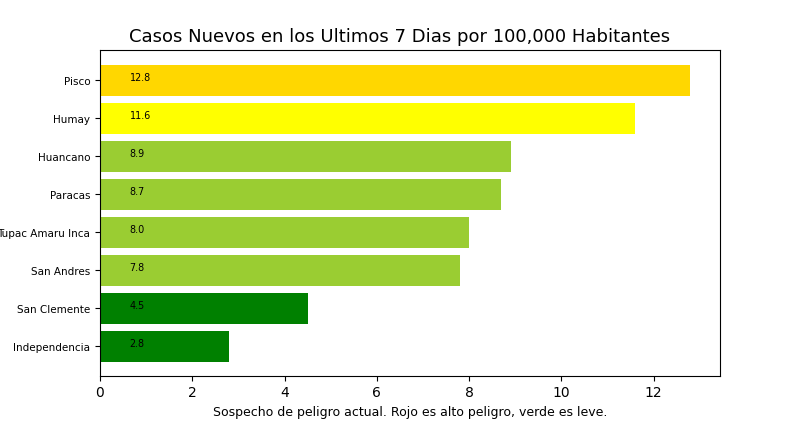 Casos Nuevos en los Ultimos 7 Dias por 100,000 Habitantes
Pisco 12.8
Humay 11.6
Huancano 8.9
Paracas 8.7
Tupac Amaru Inca 8.0
San Andres 7.8
San Clemente 4.5
Independencia 2.8
0 2 4 6 8 10 12
Sospecho de peligro actual. Rojo es alto peligro, verde es leve.